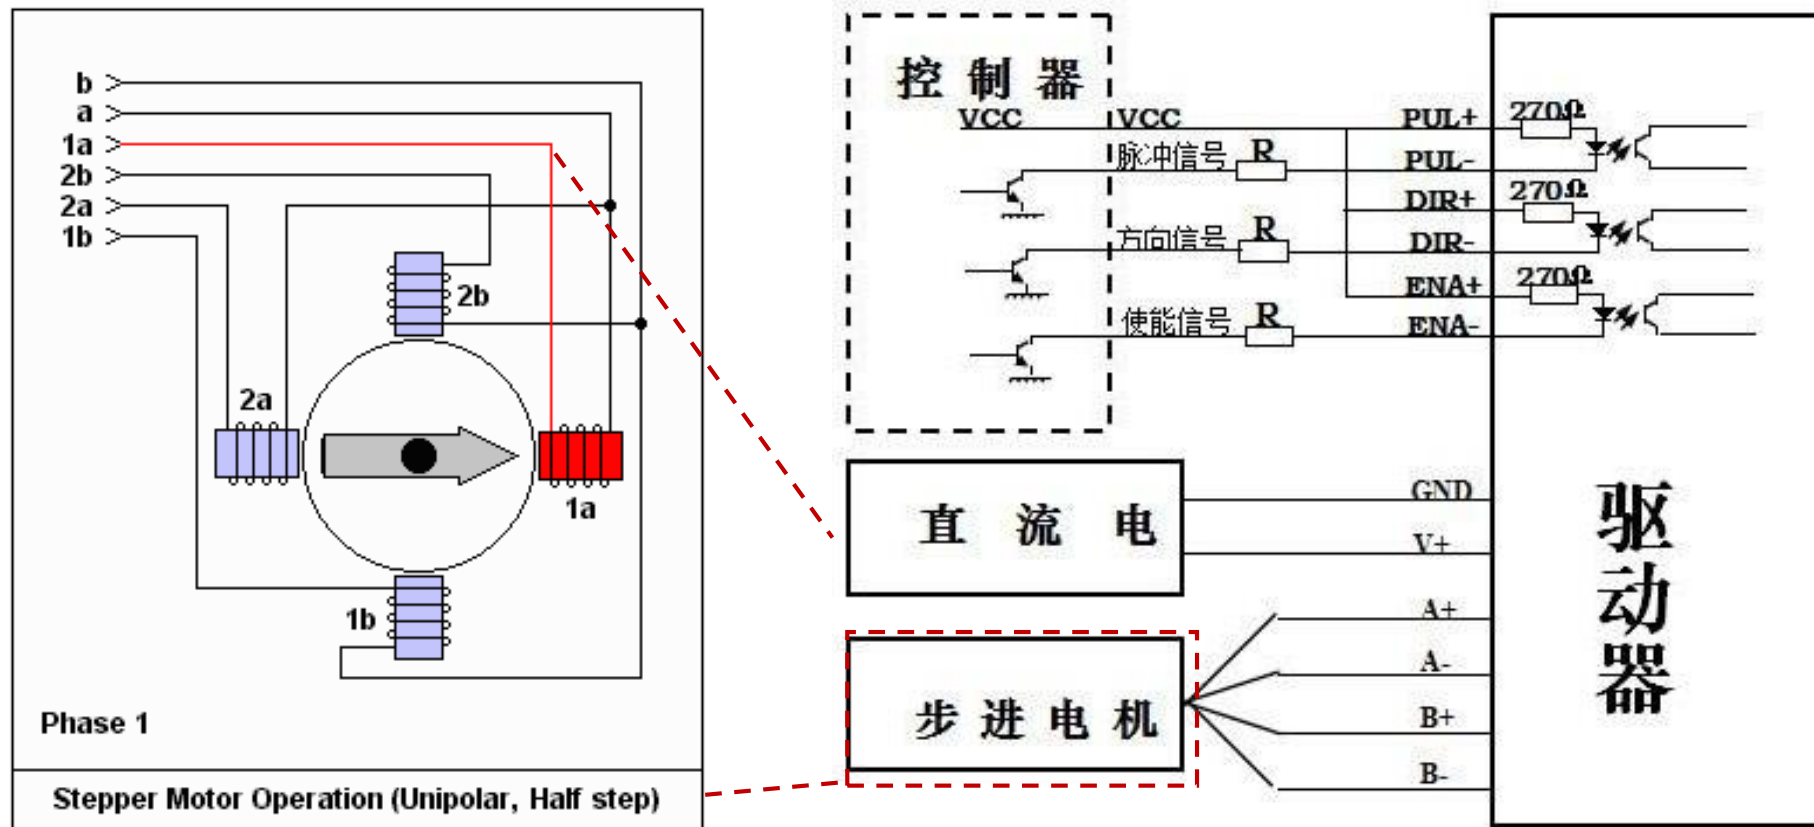 b
a
1a
2b
2a
1b
2b
2a
1a
1b
Phase 1
Stepper Motor Operation (Unipolar, Half step)
控制器
VCC
VCC
脉冲信号
R
方向信号
R
使能信号
R
PUL+
270Ω
PUL-
DIR+
270Ω
DIR-
ENA+
270Ω
ENA-
直流电
GND
V+
步进电机
A+
A-
B+
B-
驱动器